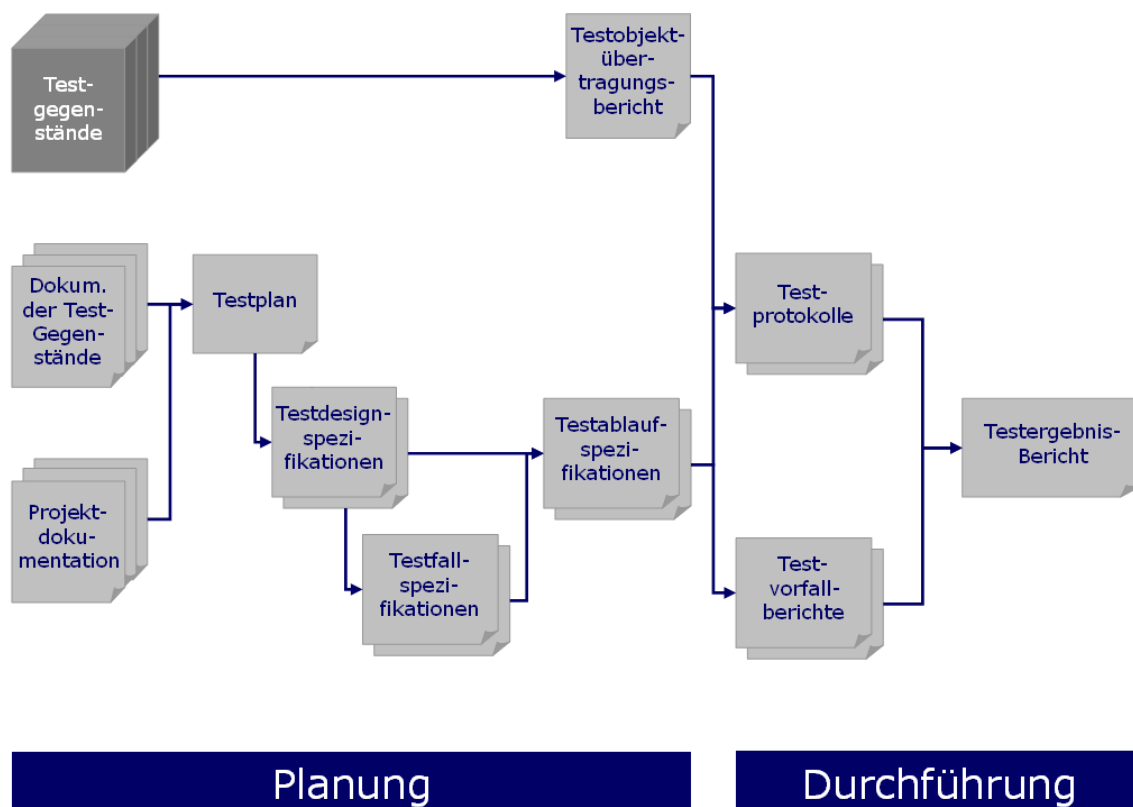 Test-
gegen-
stände
Testobjekt-
über-
tragungs-
bericht
Dokum.
der Test-
Gegen-
stände
Testplan
Test-
protokolle
Testdesign-
spezi-
fikationen
Testablauf-
spezi-
fikationen
Testergebnis-
Bericht
Projekt-
doku-
mentation
Testfall-
spezi-
fikationen
Test-
vorfall-
berichte
Planung
Durchführung